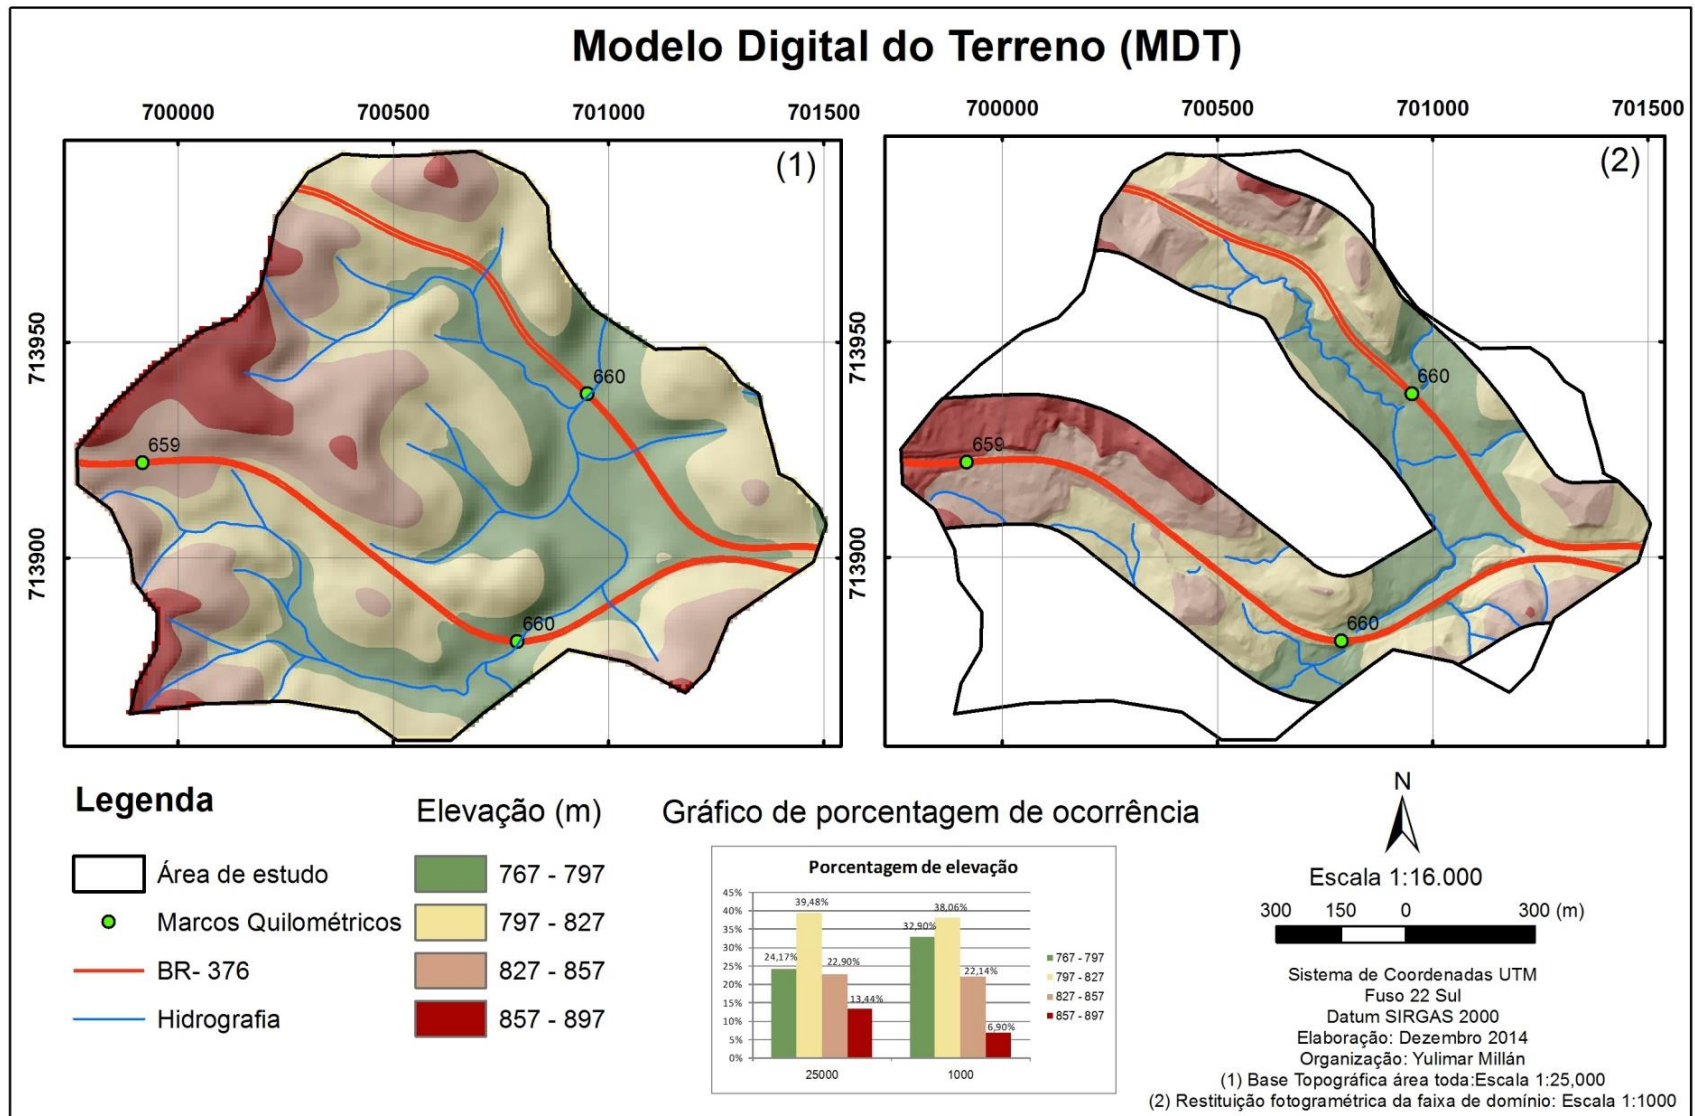 Modelo Digital do Terreno (MDT)
700000
700500
701000
701500
700000
700500
701000
701500
(1)
(2)
7113950
7113900
7113950
7113900
659
660
660
659
660
660
Legenda
Área de estudo
Marcos Quilométricos
BR- 376
Hidrografia
Elevação (m)
767 - 797
797 - 827
827 - 857
857 - 897
Gráfico de porcentagem de ocorrência
Porcentagem de elevação
45%
40%
35%
30%
25%
20%
15%
10%
5%
0%
24,17%
39,48%
22,90%
13,44%
32,90%
38,06%
22,14%
6,90%
25000
1000
767 - 797
797 - 827
827 - 857
857 - 897
N
Escala 1:16.000
300 150 0 300 (m)
Sistema de Coordenadas UTM
Fuso 22 Sul
Datum SIRGAS 2000
Elaboração: Dezembro 2014
Organização: Yulimar Millán
(1) Base Topográfica área toda:Escala 1:25,000
(2) Restituição fotogramétrica da faixa de domínio: Escala 1:1000